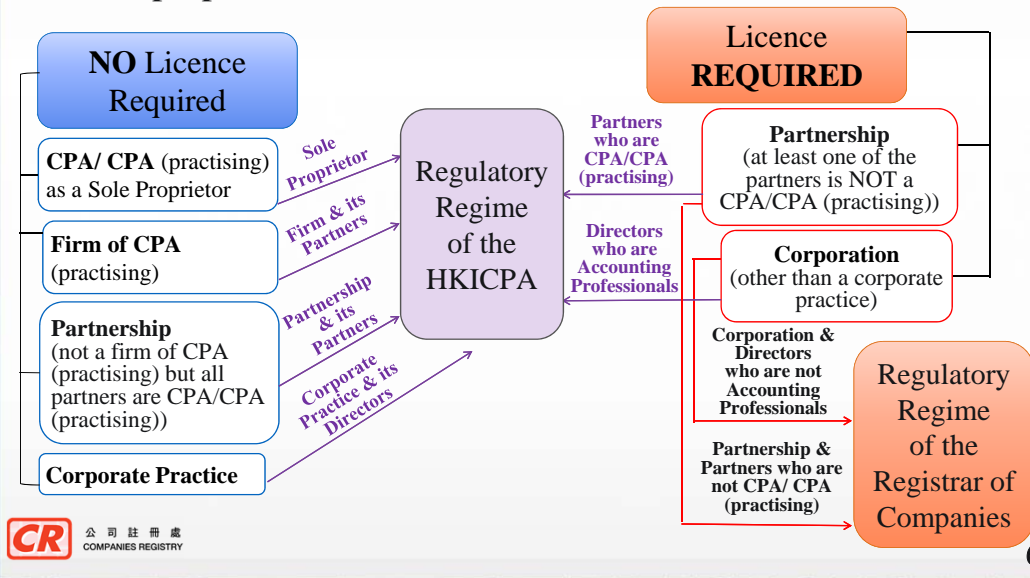 NO Licence
Required
CPA/ CPA (practising)
as a Sole Proprietor
Firm of CPA
(practising)
Partnership
(not a firm of CPA
(practising) but all
partners are CPA/CPA
(practising))
Corporate Practice
Sole
Proprietor
Firm & its
Partners
Partnership
& its
Partners
Corporate
Practice & its
Directors
Regulatory
Regime
of the
HKICPA
Licence
REQUIRED
Partners
who are
CPA/CPA
(practising)
Partnership
(at least one of the
partners is NOT a
CPA/CPA (practising))
Directors
who are
Accounting
Professionals
Corporation
(other than a corporate
practice)
Corporation &
Directors
who are not
Accounting
Professionals
Partnership &
Partners who are
not CPA/ CPA
(practising)
Regulatory
Regime
of the
Registrar of
Companies
CR
公司註冊處
COMPANIES REGISTRY